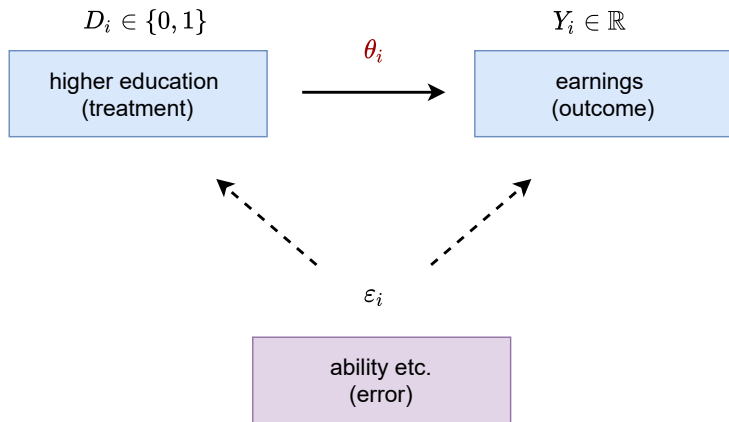 D_i ∈ {0, 1}
Y_i ∈ ℝ
θ_i
higher education
(treatment)
earnings
(outcome)
ε_i
ability etc.
(error)